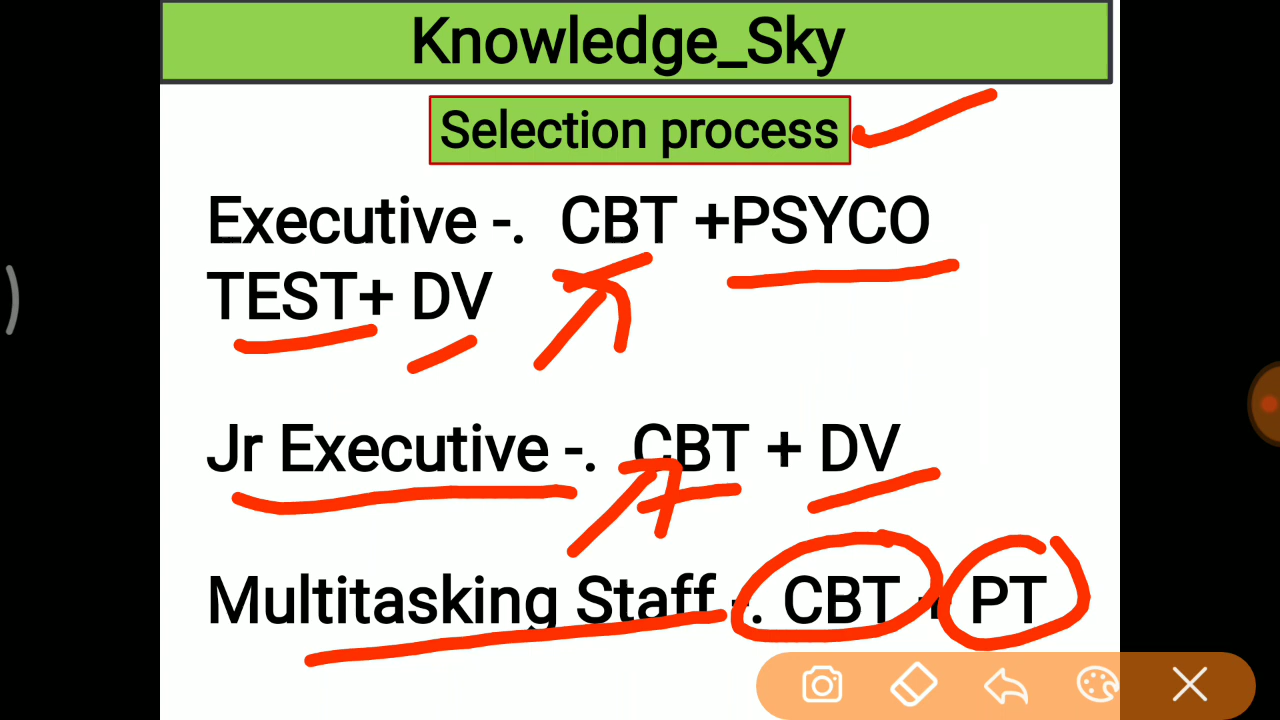 Knowledge_Sky
Selection process
Executive -. CBT +PSYCO
TEST+ DV
Jr Executive -. CBT + DV
Multitasking Staff -. CBT + PT